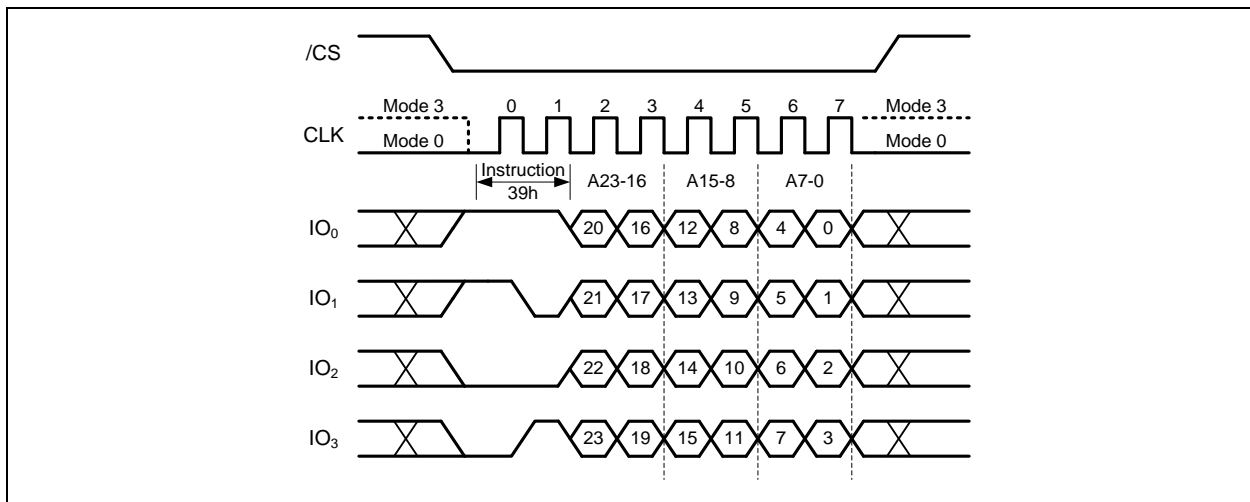 /CS
Mode 3 0 1 2 3 4 5 6 7 Mode 3
CLK
Mode 0 Mode 0
Instruction
A23-16 A15-8 A7-0
39h
IO₀ 20 16 12 8 4 0
IO₁ 21 17 13 9 5 1
IO₂ 22 18 14 10 6 2
IO₃ 23 19 15 11 7 3